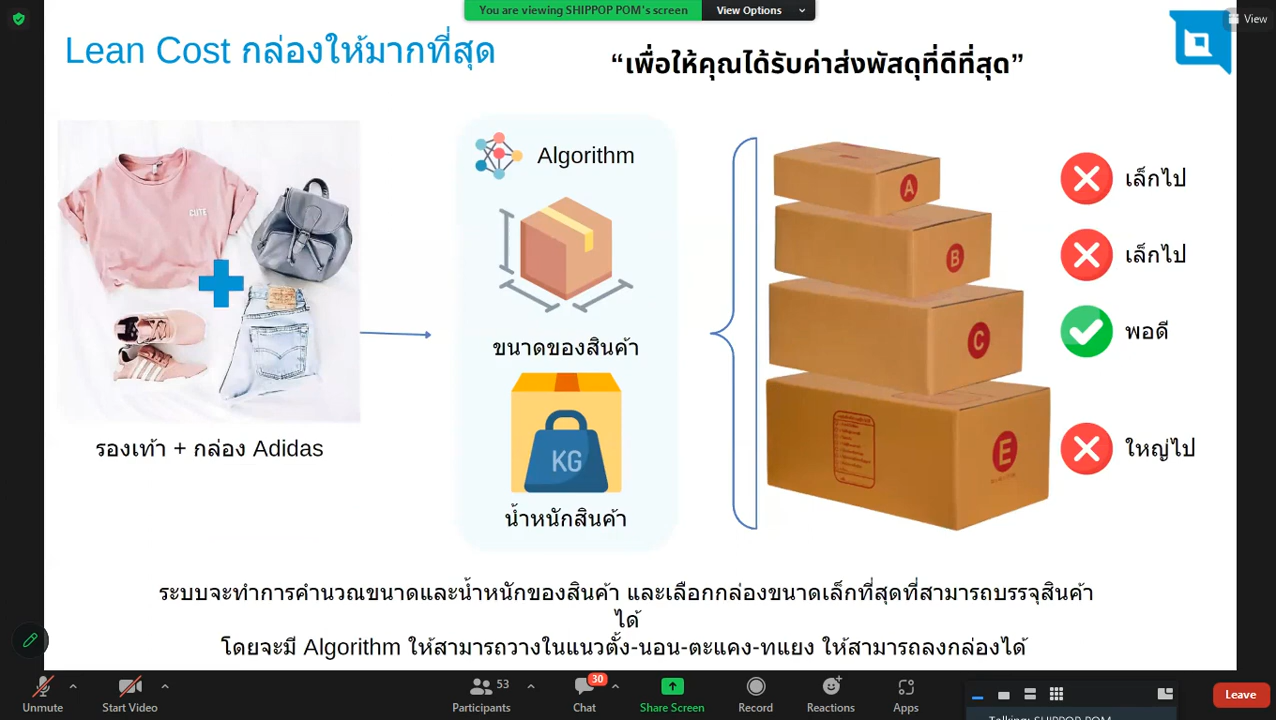 You are viewing SHIPPOP POM's screen
View Options
View
Lean Cost กล่องให้มากที่สุด
“เพื่อให้คุณได้รับค่าส่งพัสดุที่ดีที่สุด”
CUTE
รองเท้า + กล่อง Adidas
Algorithm
ขนาดของสินค้า
KG
น้ำหนักสินค้า
A
เล็กไป
B
เล็กไป
C
พอดี
E
ใหญ่ไป
ระบบจะทำการคำนวณขนาดและน้ำหนักของสินค้า และเลือกกล่องขนาดเล็กที่สุดที่สามารถบรรจุสินค้า
ได้
โดยจะมี Algorithm ให้สามารถวางในแนวตั้ง-นอน-ตะแคง-ทแยง ให้สามารถลงกล่องได้
Unmute
Start Video
53
Participants
30
Chat
Share Screen
Record
Reactions
Apps
Talking: SHIPPOP POM
Leave